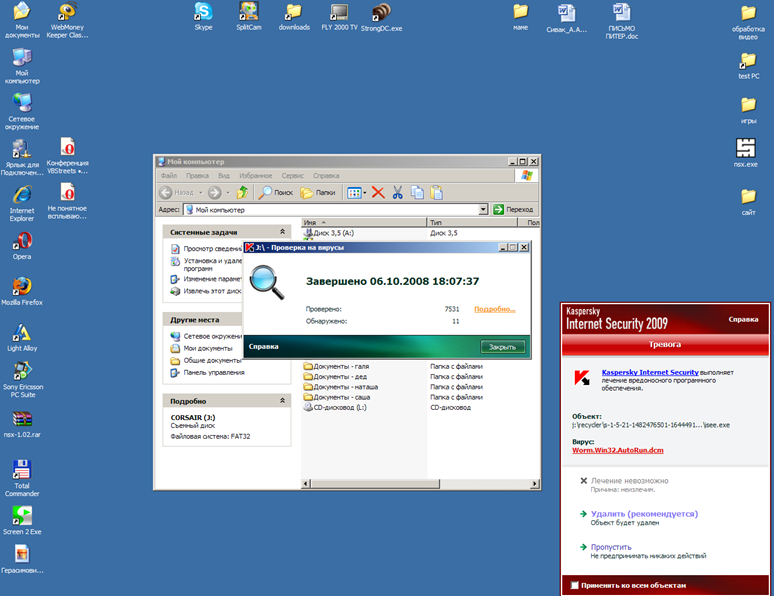 Мои
документы
WebMoney
Keeper Clas...
Skype
SplitCam
downloads
FLY 2000 TV
StrongDC.exe
маме
Сивак_А.А...
ПИСЬМО
ПИТЕР.doc
обработка
видео
Мой
компьютер
test PC
Сетевое
окружение
игры
Ярлык для
Подключен...
Конференция
VBStreets «...
nsx.exe
Internet
Explorer
Не понятное
всплываю...
сайт
Opera
Mozilla Firefox
Light Alloy
Sony Ericsson
PC Suite
nsx-1.02.rar
Total
Commander
Screen 2 Exe
Герасимови...
Мой компьютер
Файл Правка Вид Избранное Сервис Справка
Назад Поиск Папки
Адрес: Мой компьютер Переход
Системные задачи
Просмотр сведени
Установка и удале
программ
Изменение параме
Извлечь этот диск
Другие места
Сетевое окружени
Мои документы
Общие документы
Панель управления
Подробно
CORSAIR (J:)
Съемный диск
Файловая система: FAT32
Имя Тип Пол
Диск 3,5 (A:) Диск 3,5
Документы - галя Папка с файлами
Документы - дед Папка с файлами
Документы - наташа Папка с файлами
Документы - саша Папка с файлами
CD-дисковод (L:) CD-дисковод
J:\ - Проверка на вирусы
Завершено 06.10.2008 18:07:37
Проверено: 7531 Подробно...
Обнаружено: 11
Справка Закрыть
Kaspersky
Internet Security 2009 Справка
Тревога
Kaspersky Internet Security выполняет
лечение вредоносного программного
обеспечения.
Объект:
j:\recycler\s-1-5-21-1482476501-1644491...\isee.exe
Вирус:
Worm.Win32.AutoRun.dcm
Лечение невозможно
Причина: неизлечим.
Удалить (рекомендуется)
Объект будет удален
Пропустить
Не предпринимать никаких действий
Применять ко всем объектам